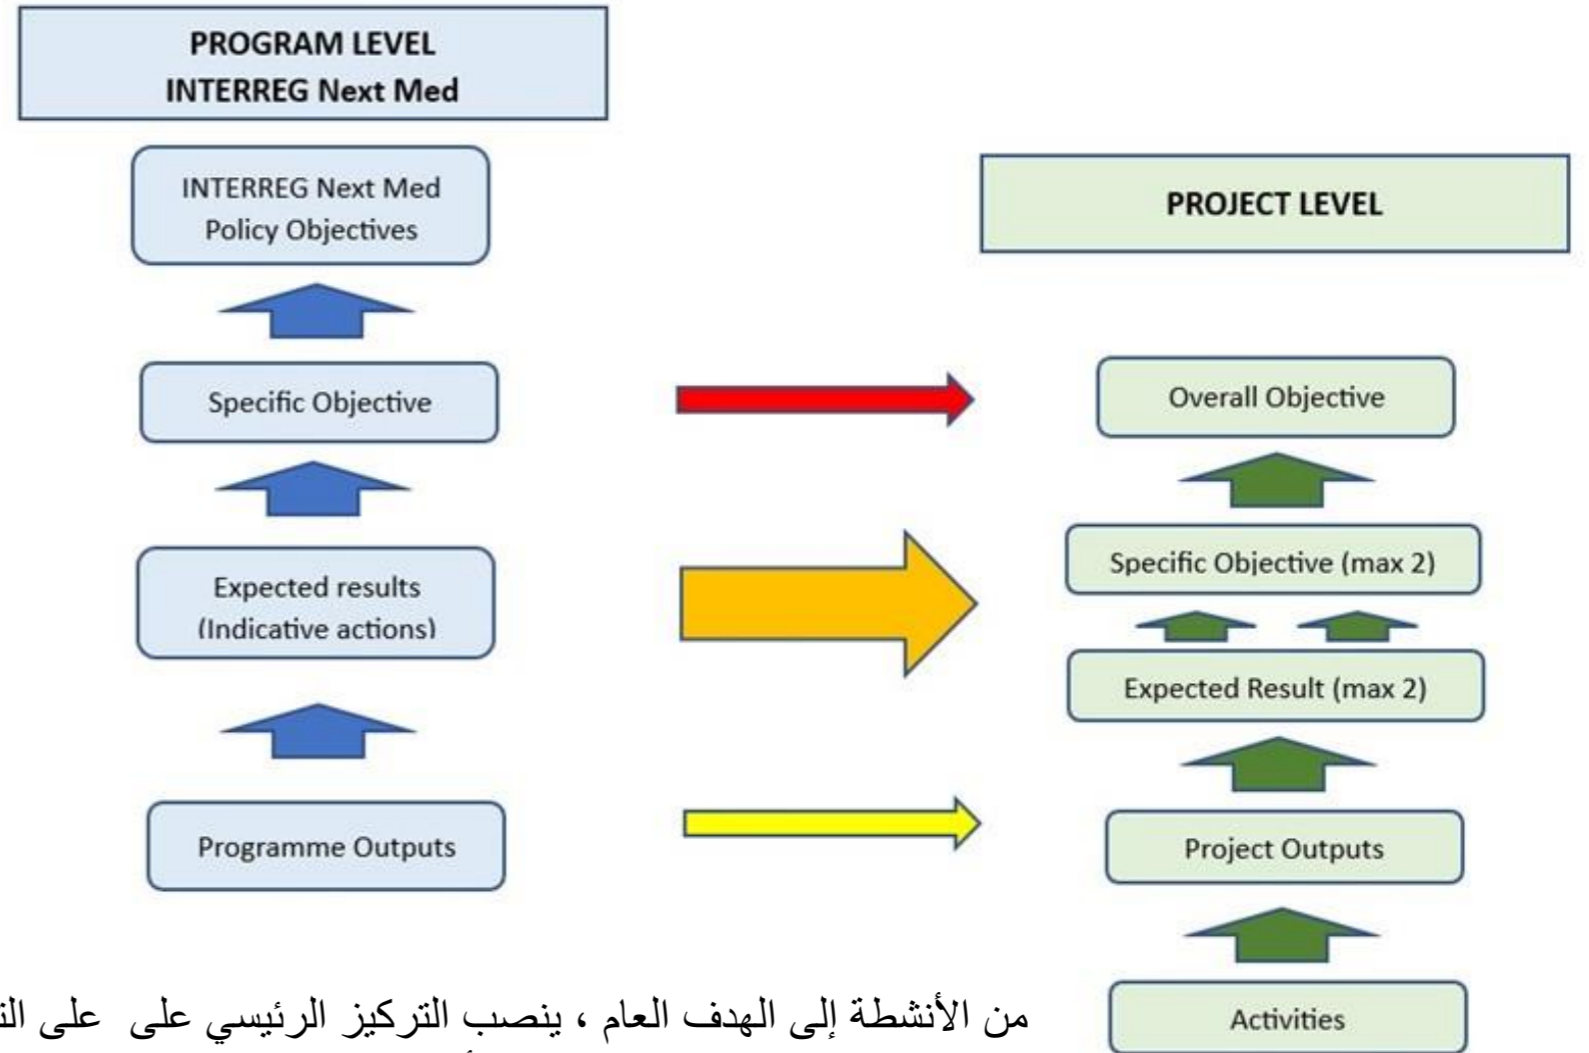 PROGRAM LEVEL
INTERREG Next Med
INTERREG Next Med
Policy Objectives
Specific Objective
Expected results
(Indicative actions)
Programme Outputs
PROJECT LEVEL
Overall Objective
Specific Objective (max 2)
Expected Result (max 2)
Project Outputs
Activities
من الأنشطة إلى الهدف العام ، ينصب التركيز الرئيسي على على